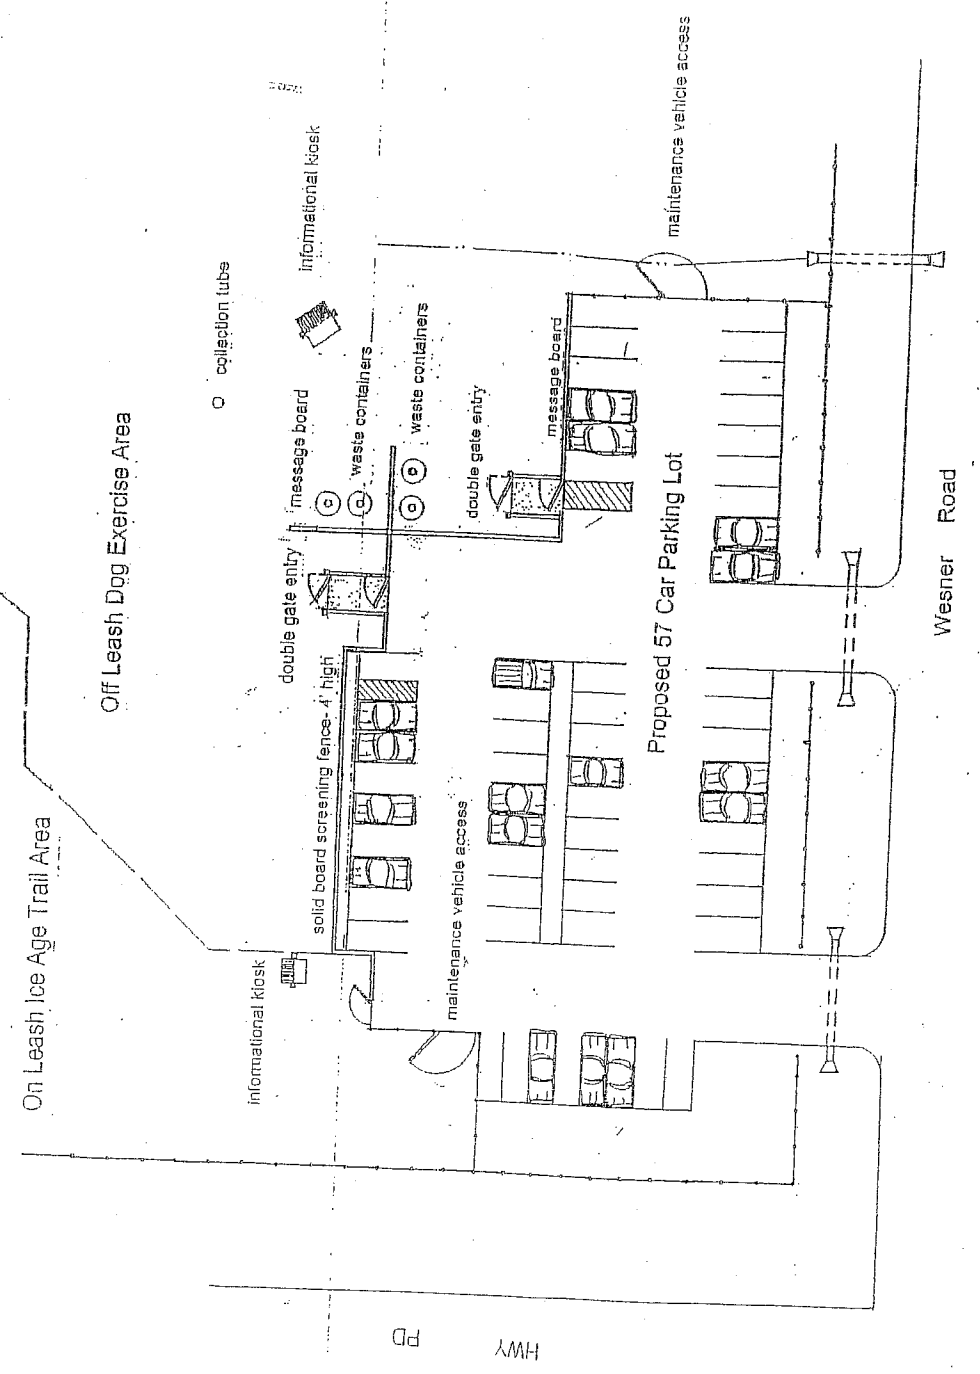 On Leash Ice Age Trail Area
Off Leash Dog Exercise Area
collection tube
informational kiosk
informational kiosk
message board
double gate entry
solid board screening fence- 4' high
waste containers
waste containers
double gate entry
message board
maintenance vehicle access
maintenance vehicle access
Proposed 57 Car Parking Lot
Wesner Road
HWY
PD